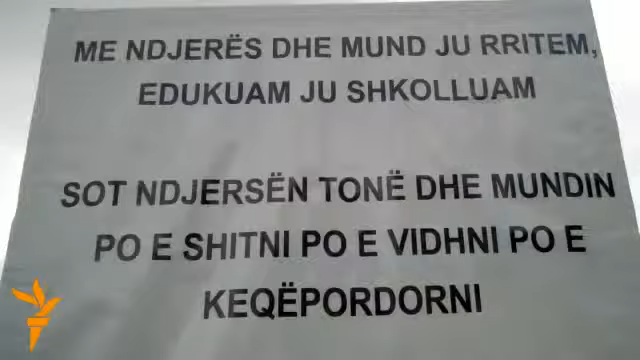 ME NDJERËS DHE MUND JU RRITEM,
EDUKUAM JU SHKOLLUAM
SOT NDJERSËN TONË DHE MUNDIN
PO E SHITNI PO E VIDHNI PO E
KEQËPORDORNI